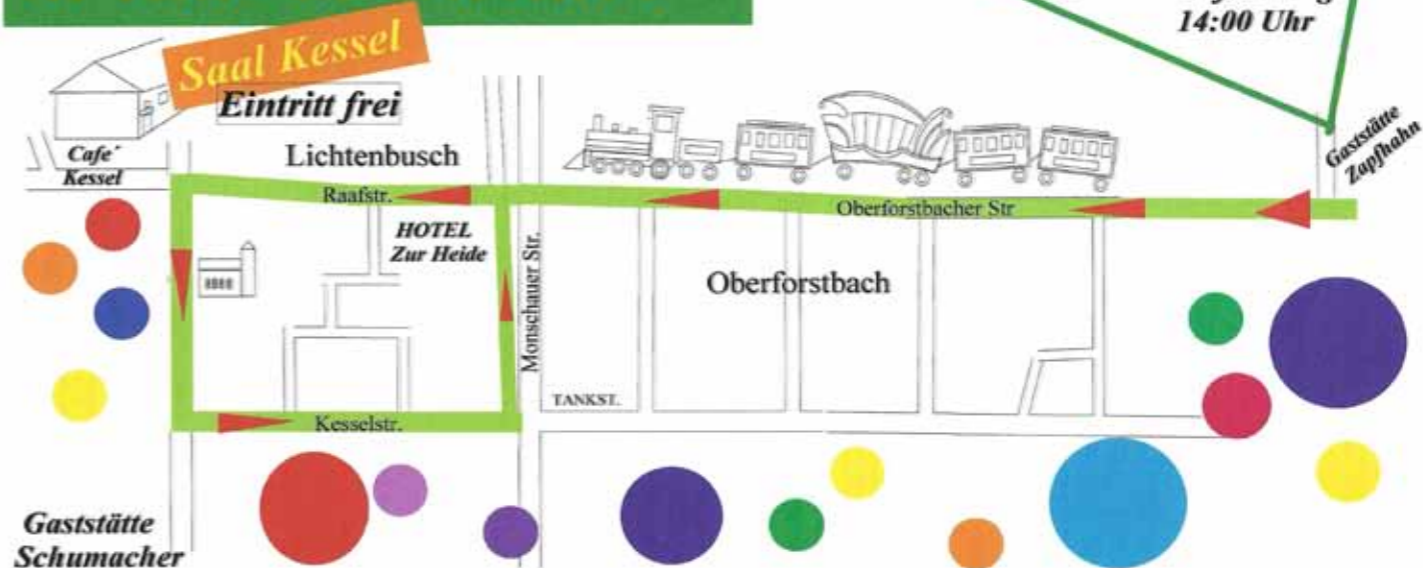 14:00 Uhr
Saal Kessel
Eintritt frei
Gaststätte
Zapfhahn
Cafe´
Kessel
Lichtenbusch
Raafstr.
Oberforstbacher Str
HOTEL
Zur Heide
Monschauer Str.
Oberforstbach
TANKST.
Kesselstr.
Gaststätte
Schumacher